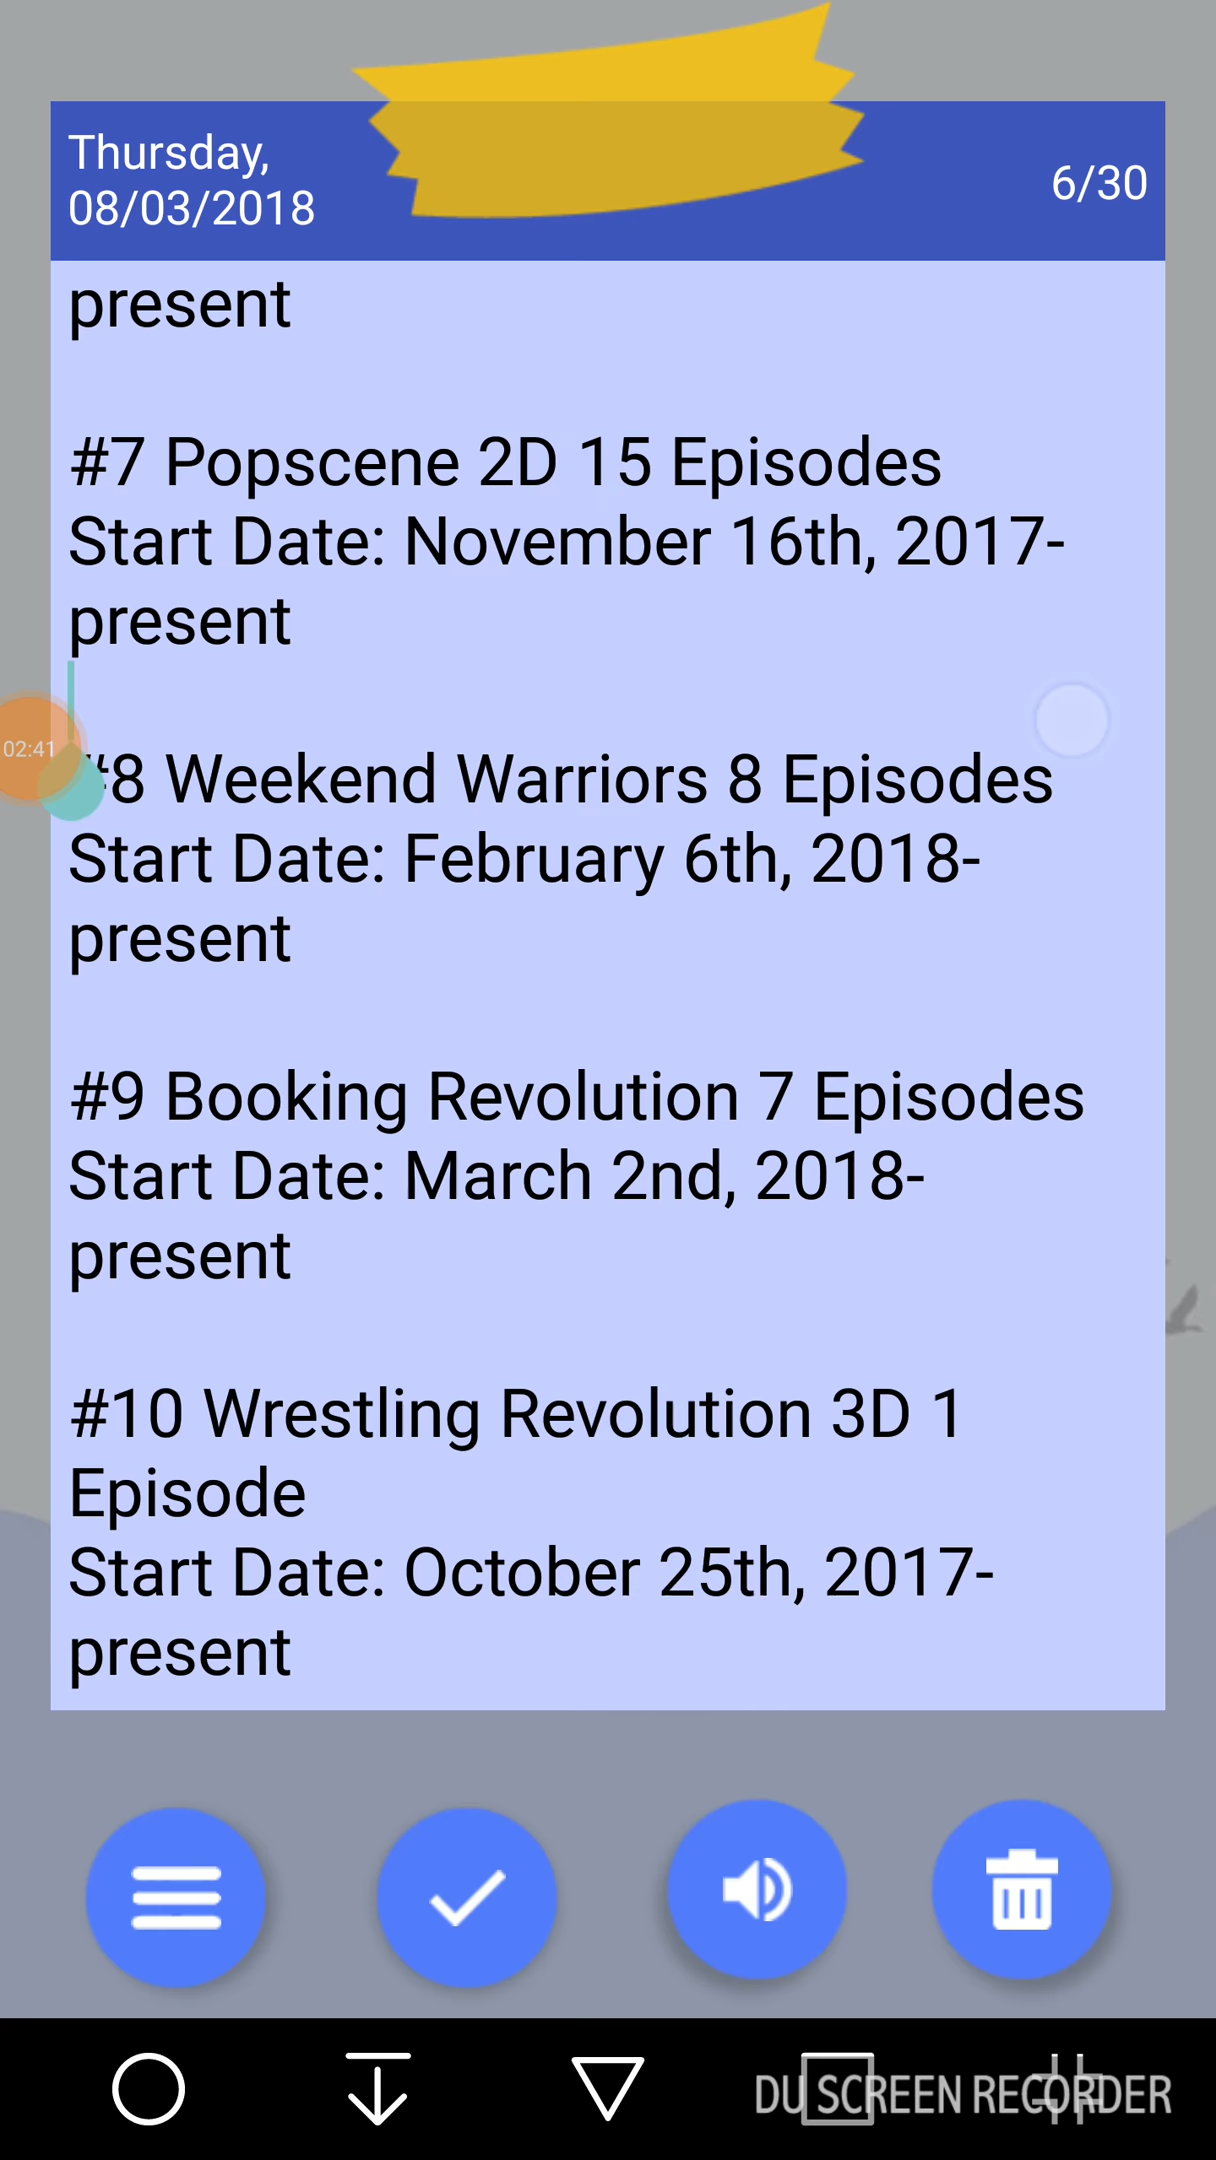 Thursday,
08/03/2018
6/30
present
#7 Popscene 2D 15 Episodes
Start Date: November 16th, 2017-
present
02:41
#8 Weekend Warriors 8 Episodes
Start Date: February 6th, 2018-
present
#9 Booking Revolution 7 Episodes
Start Date: March 2nd, 2018-
present
#10 Wrestling Revolution 3D 1
Episode
Start Date: October 25th, 2017-
present
DU SCREEN RECORDER